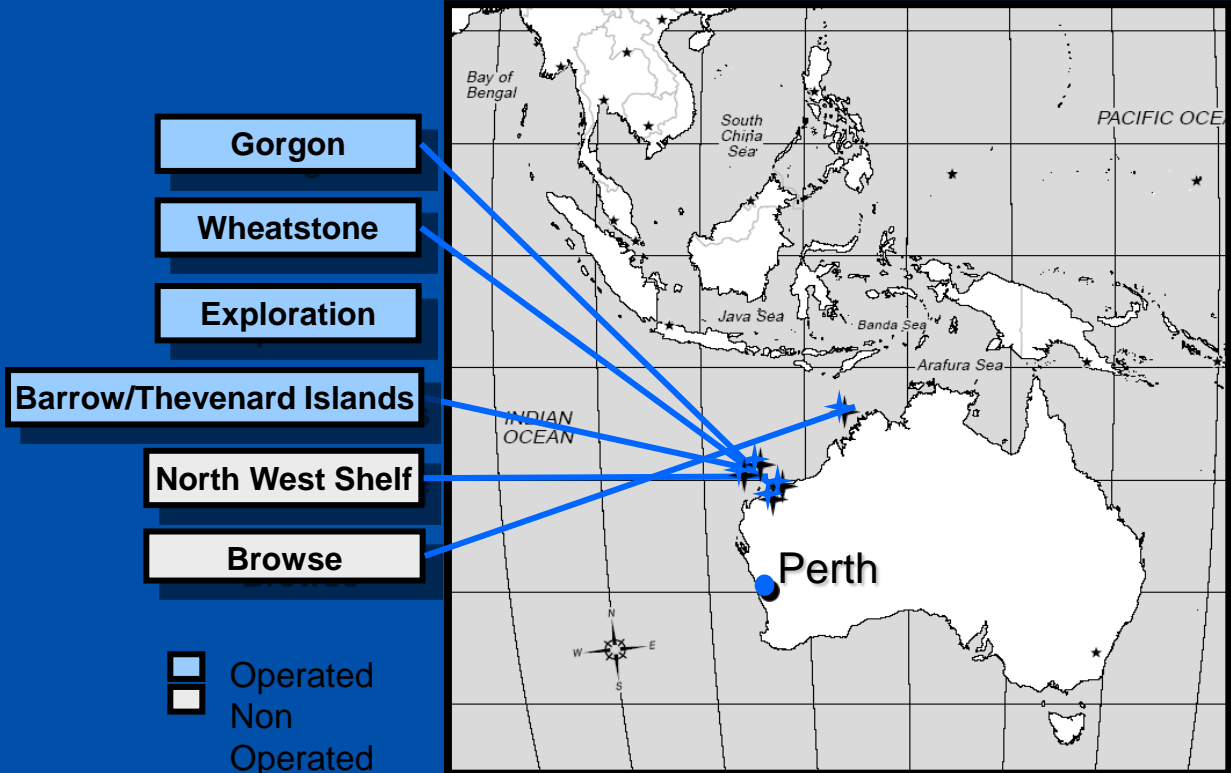 Gorgon
Wheatstone
Exploration
Barrow/Thevenard Islands
North West Shelf
Browse
Operated
Non
Operated
Bay of
Bengal
South
China
Sea
PACIFIC OCEA
Java Sea
Banda Sea
Arafura Sea
INDIAN
OCEAN
Perth
N
W
E
S